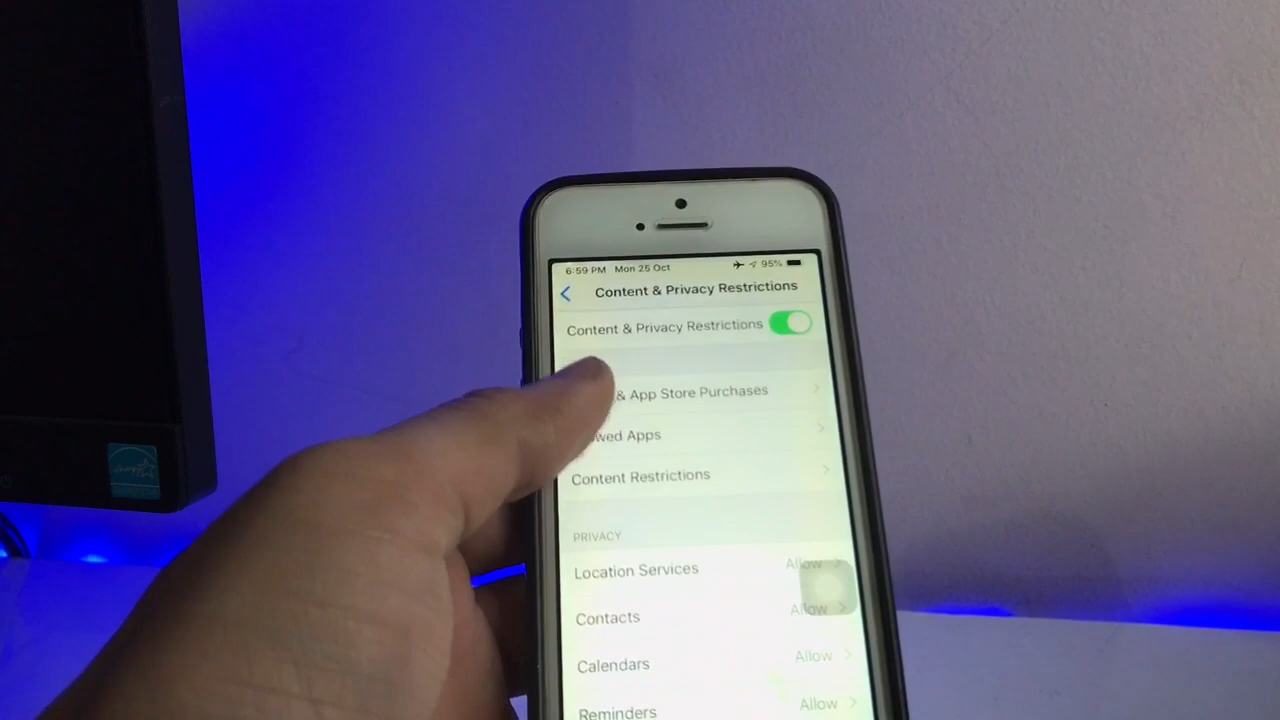 6:59 PM Mon 25 Oct 95%
Content & Privacy Restrictions
Content & Privacy Restrictions
& App Store Purchases
wed Apps
Content Restrictions
PRIVACY
Location Services Allow
Contacts Allow
Calendars Allow
Reminders Allow